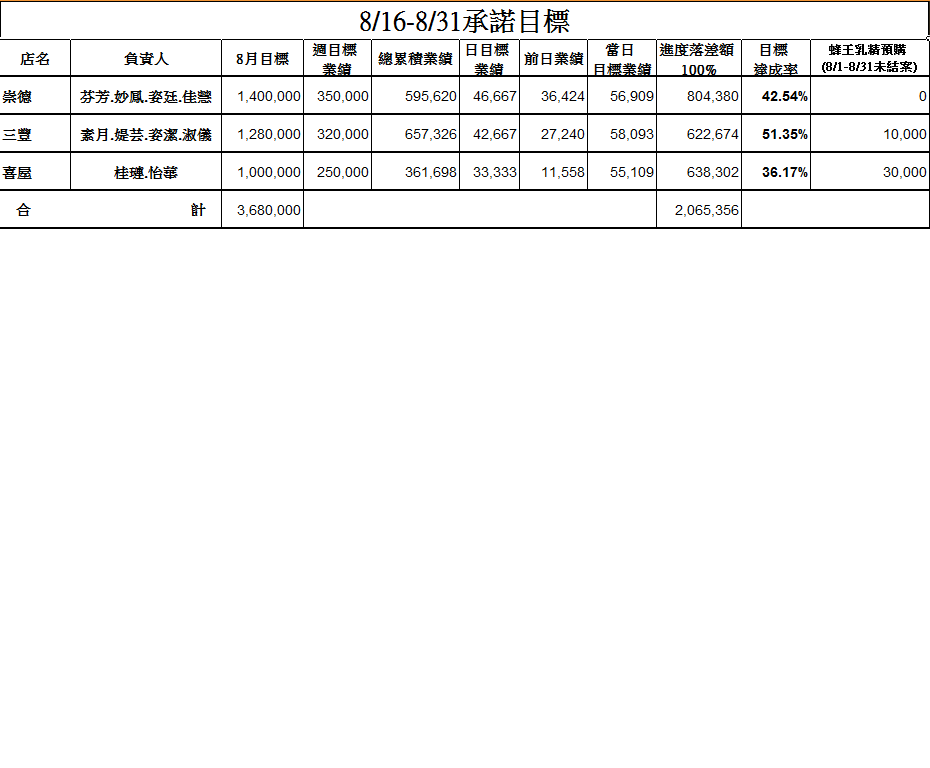 8/16-8/31承諾目標
店名 負責人 8月目標 週目標業績 總累積業績 日目標業績 前日業績 當日目標業績 進度落差額100% 目標達成率 蜂王乳精預購(8/1-8/31未結案)
崇德 芬芳.妙鳳.姿廷.佳慧 1,400,000 350,000 595,620 46,667 36,424 56,909 804,380 42.54% 0
三豐 素月.媞芸.姿潔.淑儀 1,280,000 320,000 657,326 42,667 27,240 58,093 622,674 51.35% 10,000
喜屋 桂璉.怡華 1,000,000 250,000 361,698 33,333 11,558 55,109 638,302 36.17% 30,000
合 計 3,680,000 2,065,356